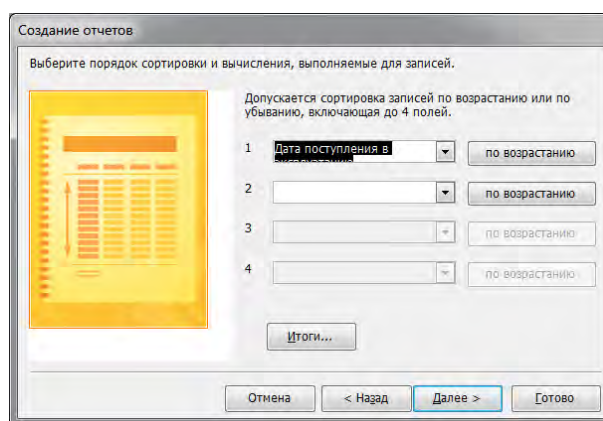 Создание отчетов
Выберите порядок сортировки и вычисления, выполняемые для записей.
Допускается сортировка записей по возрастанию или по
убыванию, включающая до 4 полей.
1 Дата поступления в по возрастанию
2 по возрастанию
3 по возрастанию
4 по возрастанию
Итоги...
Отмена < Назад Далее > Готово